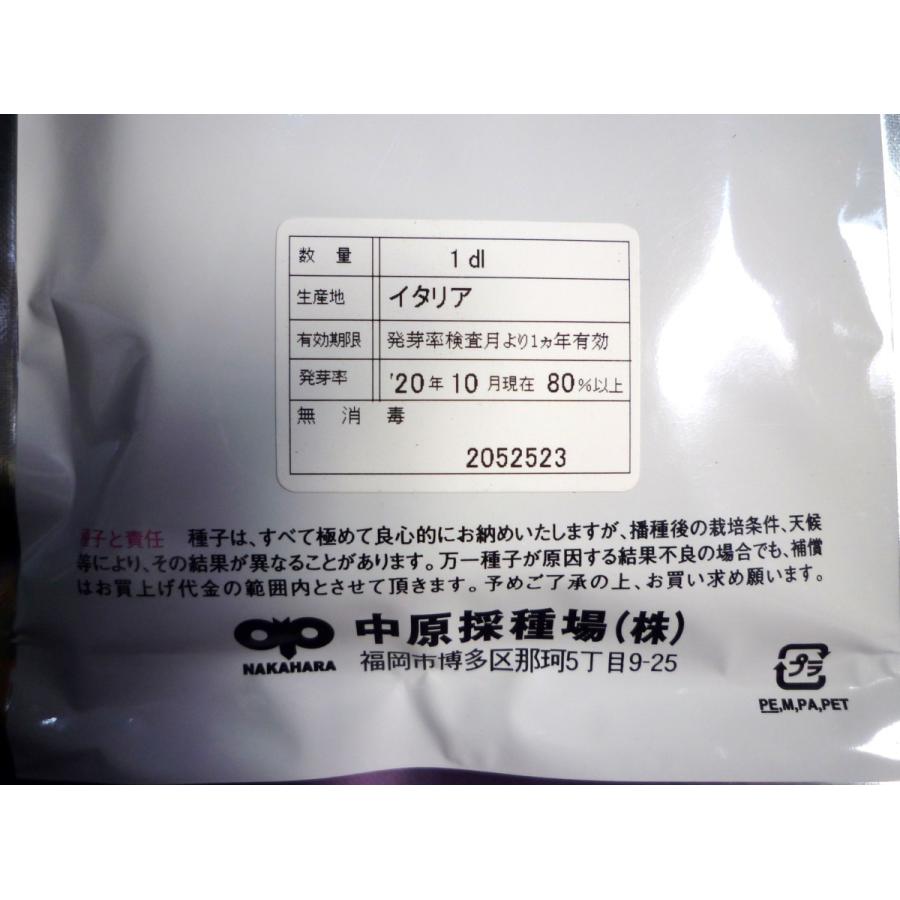 数量 1 dl
生産地 イタリア
有効期限 発芽率検査月より1ヵ年有効
発芽率 '20年10月現在 80%以上
無消毒
2052523
種子と責任 種子は、すべて極めて良心的にお納めいたしますが、播種後の栽培条件、天候
等により、その結果が異なることがあります。万一種子が原因する結果不良の場合でも、補償
はお買上げ代金の範囲内とさせて頂きます。予めご了承の上、お買い求め願います。
中原採種場(株)
NAKAHARA 福岡市博多区那珂5丁目9-25
プラ
PE,M,PA,PET